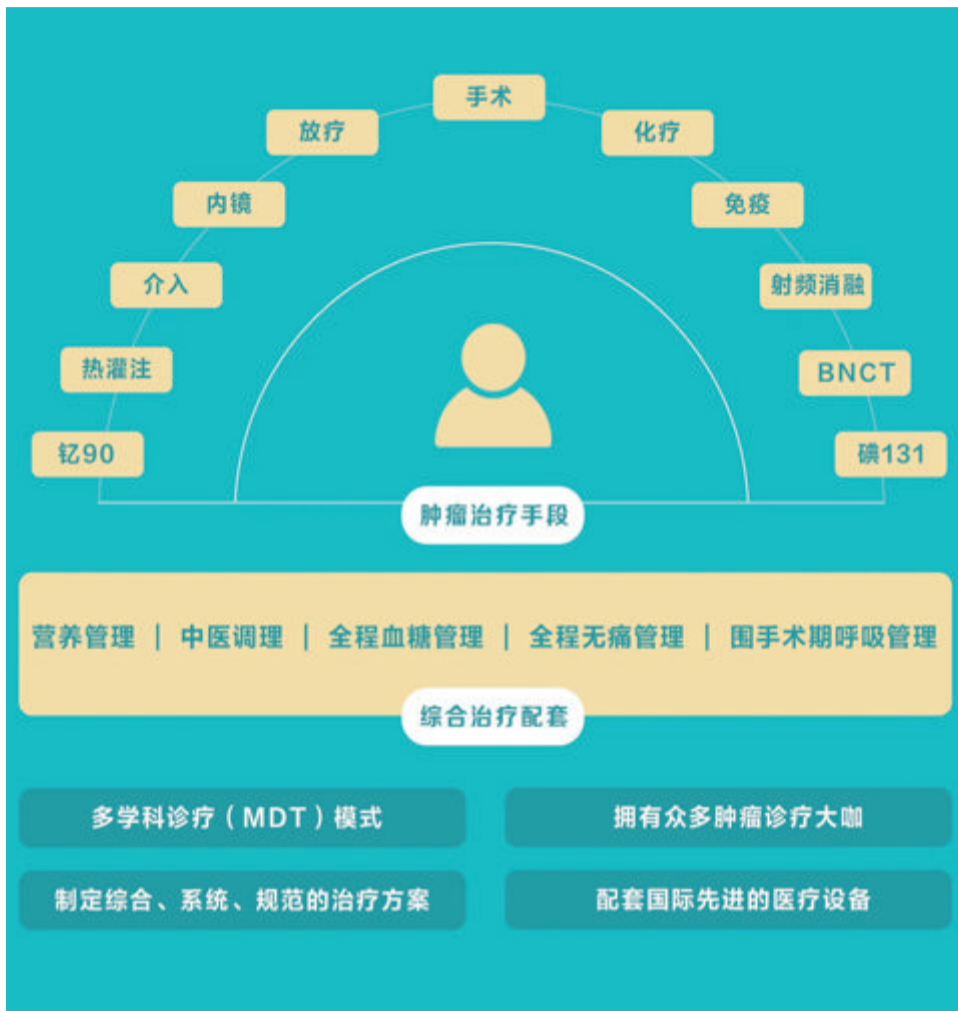 手术
放疗
化疗
内镜
免疫
介入
射频消融
热灌注
BNCT
钇90
碘131
肿瘤治疗手段
营养管理 | 中医调理 | 全程血糖管理 | 全程无痛管理 | 围手术期呼吸管理
综合治疗配套
多学科诊疗（MDT）模式
拥有众多肿瘤诊疗大咖
制定综合、系统、规范的治疗方案
配套国际先进的医疗设备